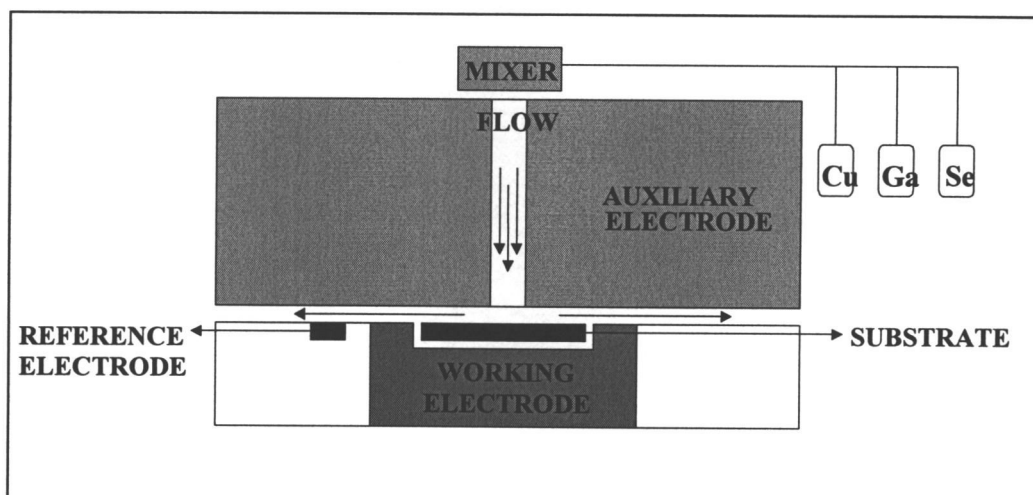 MIXER
FLOW
Cu Ga Se
AUXILIARY
ELECTRODE
REFERENCE
ELECTRODE
SUBSTRATE
WORKING
ELECTRODE